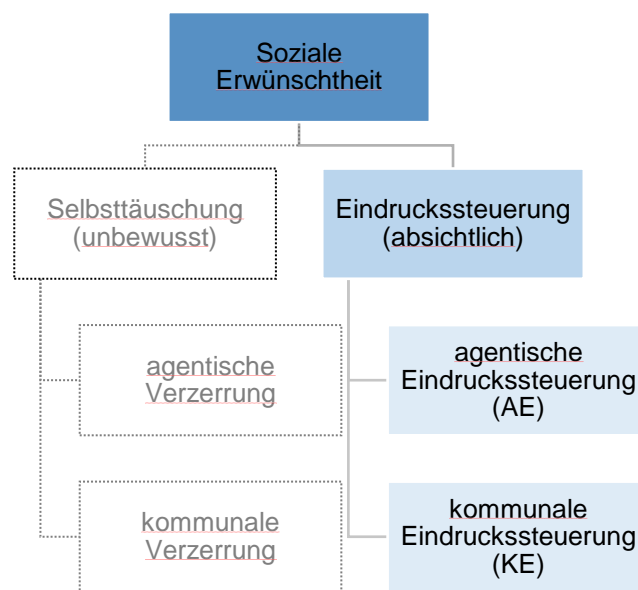 Soziale
Erwünschtheit
Selbsttäuschung
(unbewusst)
Eindruckssteuerung
(absichtlich)
agentische
Verzerrung
agentische
Eindruckssteuerung
(AE)
kommunale
Verzerrung
kommunale
Eindruckssteuerung
(KE)